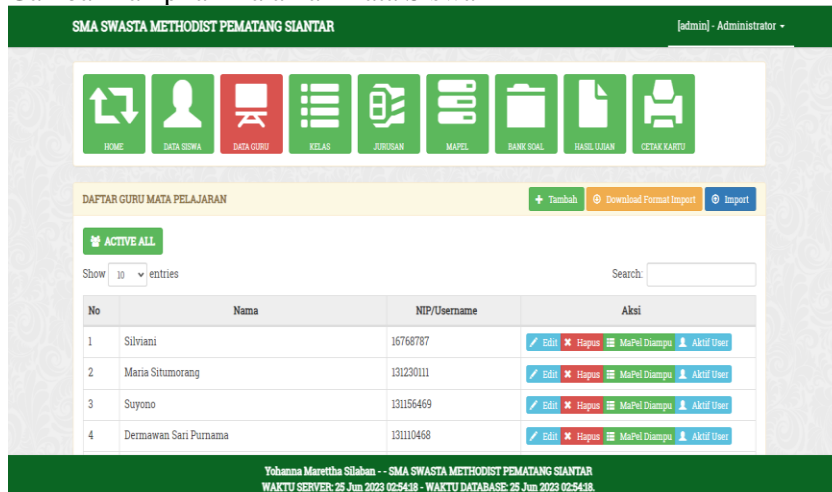 SMA SWASTA METHODIST PEMATANG SIANTAR [admin] - Administrator
HOME DATA SISWA DATA GURU KELAS JURUSAN MAPEL BANK SOAL HASIL UJIAN CETAK KARTU
DAFTAR GURU MATA PELAJARAN Tambah Download Format Import Import
ACTIVE ALL
Show 10 entries Search:
No Nama NIP/Username Aksi
1 Silviani 16768787 Edit Hapus MaPel Diampu Aktif User
2 Maria Situmorang 131230111 Edit Hapus MaPel Diampu Aktif User
3 Suyono 131156469 Edit Hapus MaPel Diampu Aktif User
4 Dermawan Sari Purnama 131110468 Edit Hapus MaPel Diampu Aktif User
Yohanna Marettha Silaban - - SMA SWASTA METHODIST PEMATANG SIANTAR
WAKTU SERVER: 25 Jun 2023 02:54:18 - WAKTU DATABASE: 25 Jun 2023 02:54:18.